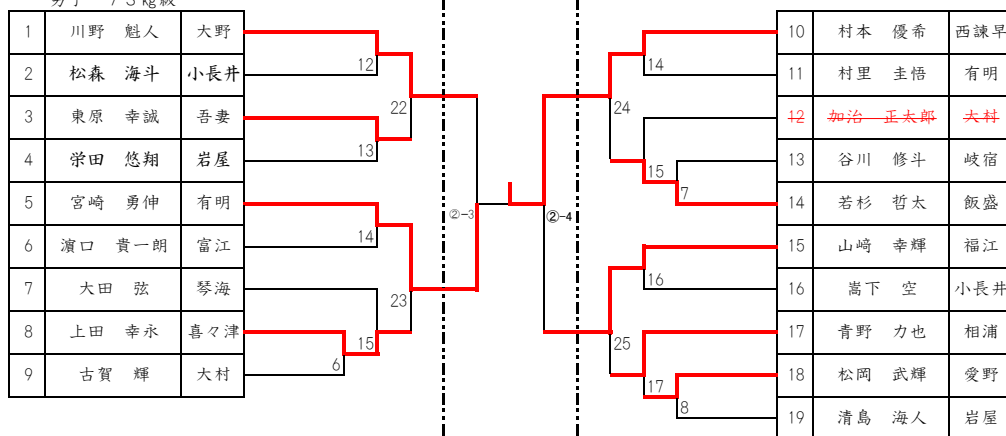 男子 73kg級
1 川野 魁人 大野
2 松森 海斗 小長井
3 東原 幸誠 吾妻
4 栄田 悠翔 岩屋
5 宮崎 勇伸 有明
6 濵口 貴一朗 富江
7 大田 弦 琴海
8 上田 幸永 喜々津
9 古賀 輝 大村
12
22
13
14
23
15
6
②-3
②-4
14
24
15
7
16
25
17
8
10 村本 優希 西諫早
11 村里 圭悟 有明
12 加治 正太郎 大村
13 谷川 修斗 岐宿
14 若杉 哲太 飯盛
15 山﨑 幸輝 福江
16 嵩下 空 小長井
17 青野 力也 相浦
18 松岡 武輝 愛野
19 清島 海人 岩屋